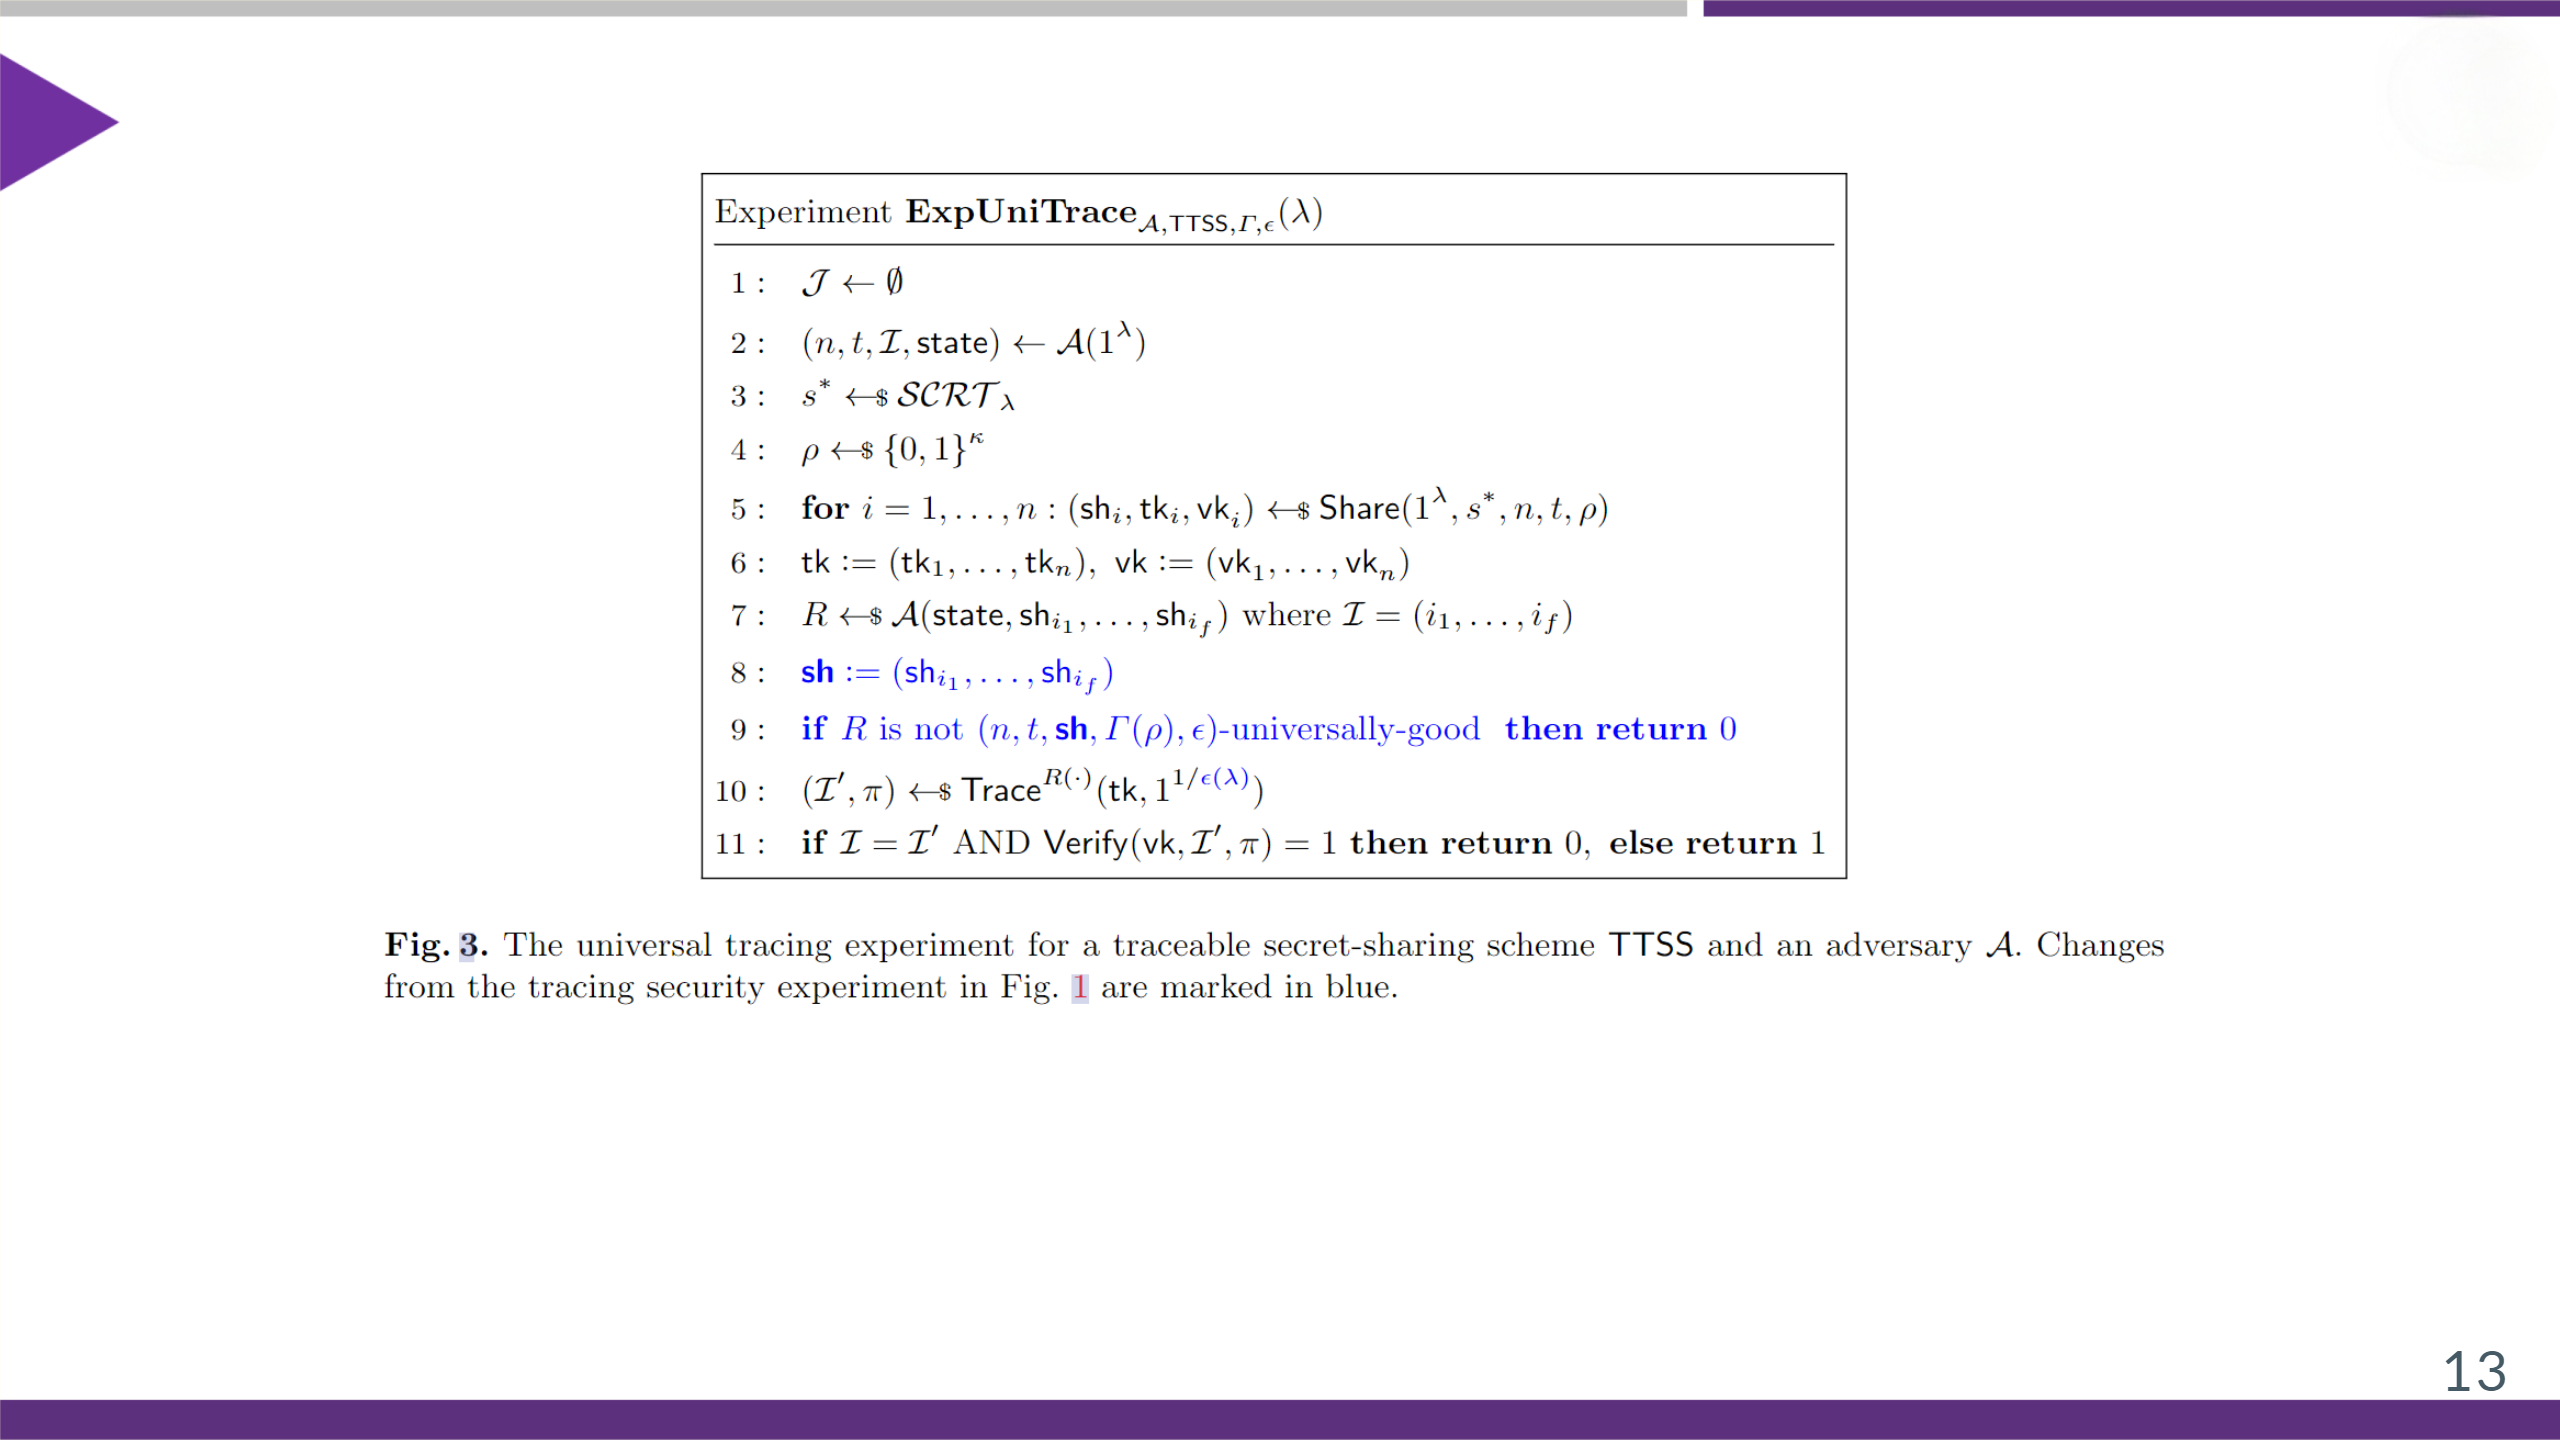 Experiment ExpUniTrace_{𝒜,TTSS,Γ,ϵ}(λ)
1 : 𝒥 ← ∅
2 : (n, t, ℐ, state) ← 𝒜(1^λ)
3 : s* ←$ 𝒮𝒞ℛ𝒯_λ
4 : ρ ←$ {0, 1}^κ
5 : for i = 1, . . . , n : (sh_i, tk_i, vk_i) ←$ Share(1^λ, s*, n, t, ρ)
6 : tk := (tk_1, . . . , tk_n), vk := (vk_1, . . . , vk_n)
7 : R ←$ 𝒜(state, sh_{i_1}, . . . , sh_{i_f}) where ℐ = (i_1, . . . , i_f)
8 : sh := (sh_{i_1}, . . . , sh_{i_f})
9 : if R is not (n, t, sh, Γ(ρ), ϵ)-universally-good then return 0
10 : (ℐ′, π) ←$ Trace^{R(·)}(tk, 1^{1/ϵ(λ)})
11 : if ℐ = ℐ′ AND Verify(vk, ℐ′, π) = 1 then return 0, else return 1
Fig. 3. The universal tracing experiment for a traceable secret-sharing scheme TTSS and an adversary 𝒜. Changes
from the tracing security experiment in Fig. 1 are marked in blue.
13